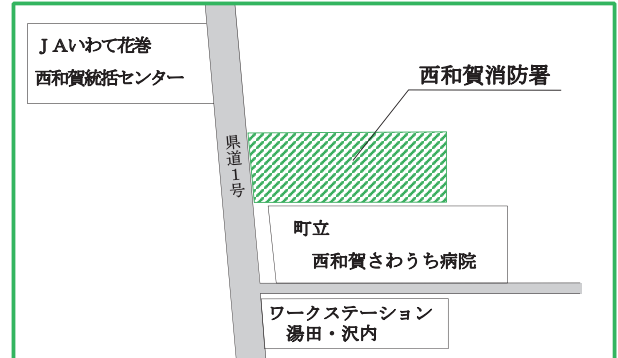 ＪＡいわて花巻
西和賀統括センター
西和賀消防署
県道１号
町立
西和賀さわうち病院
ワークステーション
湯田・沢内